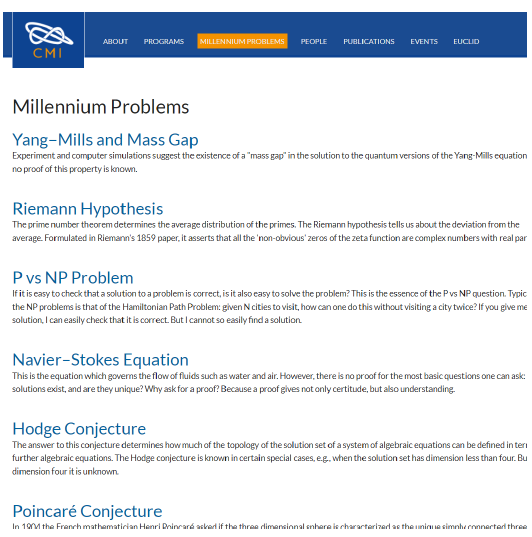 CMI
ABOUT PROGRAMS MILLENNIUM PROBLEMS PEOPLE PUBLICATIONS EVENTS EUCLID
Millennium Problems
Yang–Mills and Mass Gap
Experiment and computer simulations suggest the existence of a "mass gap" in the solution to the quantum versions of the Yang-Mills equation
no proof of this property is known.
Riemann Hypothesis
The prime number theorem determines the average distribution of the primes. The Riemann hypothesis tells us about the deviation from the
average. Formulated in Riemann's 1859 paper, it asserts that all the 'non-obvious' zeros of the zeta function are complex numbers with real par
P vs NP Problem
If it is easy to check that a solution to a problem is correct, is it also easy to solve the problem? This is the essence of the P vs NP question. Typic
the NP problems is that of the Hamiltonian Path Problem: given N cities to visit, how can one do this without visiting a city twice? If you give me
solution, I can easily check that it is correct. But I cannot so easily find a solution.
Navier–Stokes Equation
This is the equation which governs the flow of fluids such as water and air. However, there is no proof for the most basic questions one can ask:
solutions exist, and are they unique? Why ask for a proof? Because a proof gives not only certitude, but also understanding.
Hodge Conjecture
The answer to this conjecture determines how much of the topology of the solution set of a system of algebraic equations can be defined in ter
further algebraic equations. The Hodge conjecture is known in certain special cases, e.g., when the solution set has dimension less than four. Bu
dimension four it is unknown.
Poincaré Conjecture
In 1904 the French mathematician Henri Poincaré asked if the three dimensional sphere is characterized as the unique simply connected three